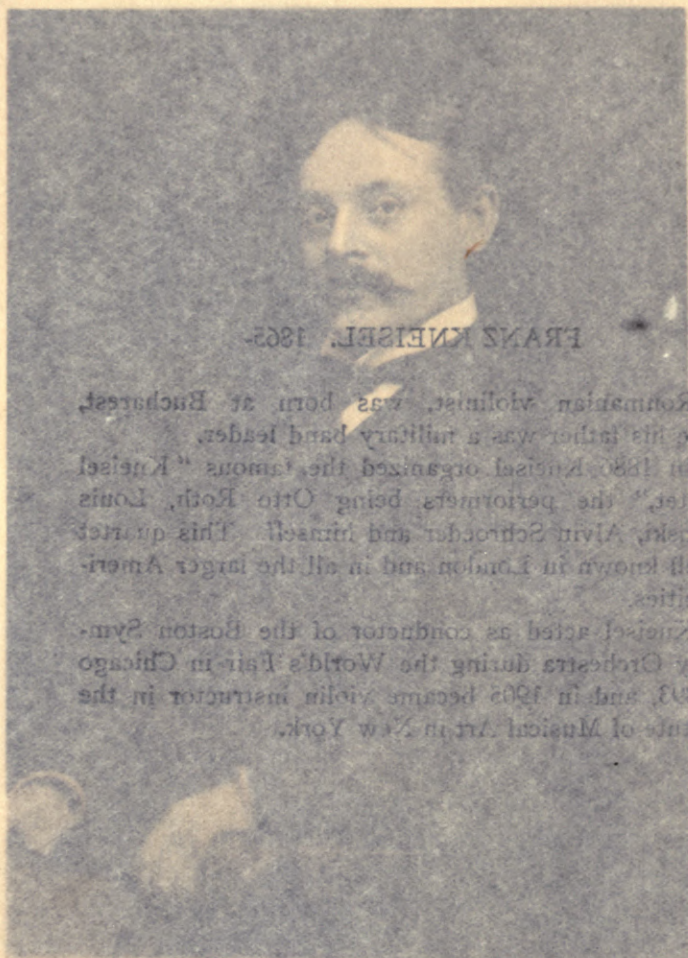 FRANZ KNEISEL. 1865-
Roumanian violinist, was born at Bucharest,
his father was a military band leader.
1886 Kneisel organized the famous "Kneisel
the performers being Otto Roth, Louis
Alvin Schroeder and himself. This quartet
known in London and in all the larger Ameri-
Kneisel acted as conductor of the Boston Sym-
Orchestra during the World's Fair in Chicago
and in 1905 became violin instructor in the
of Musical Art in New York.